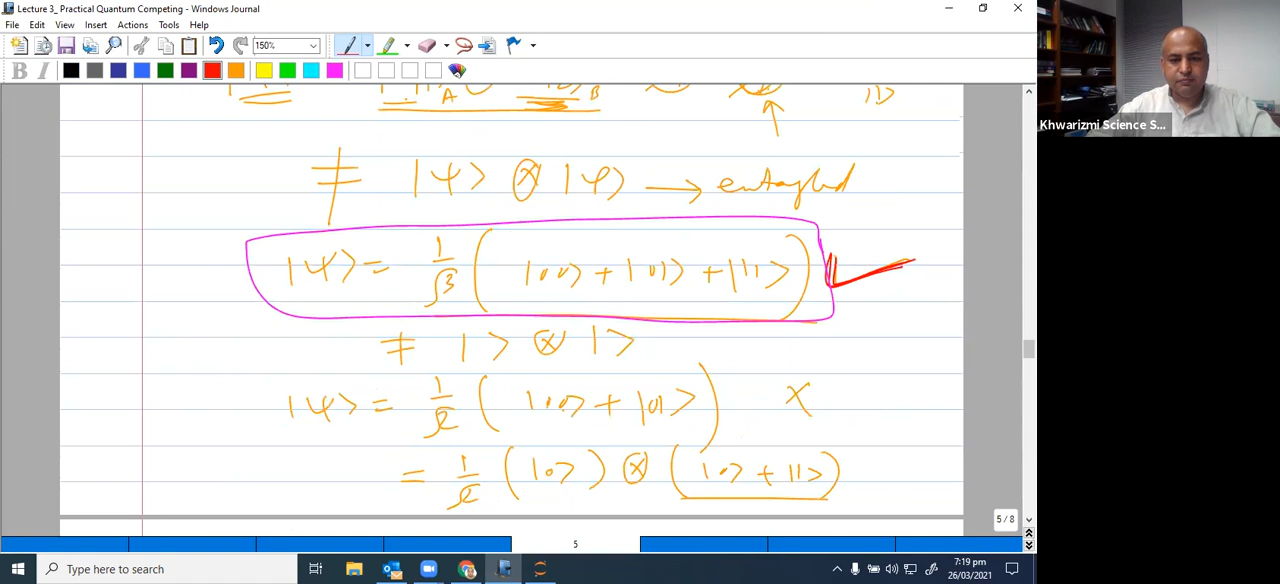 Lecture 3_ Practical Quantum Competing - Windows Journal
File Edit View Insert Actions Tools Help
150%
B I
A B
≠ |ψ> ⊗ |φ> → entangled
|ψ> = 1/√3 ( |00> + |01> + |11> )
≠ | > ⊗ | >
|ψ> = 1/√2 ( |00> + |01> ) X
= 1/√2 ( |0> ) ⊗ ( |0> + |1> )
5 / 8
5
Khwarizmi Science S...
Type here to search
7:19 pm
26/03/2021